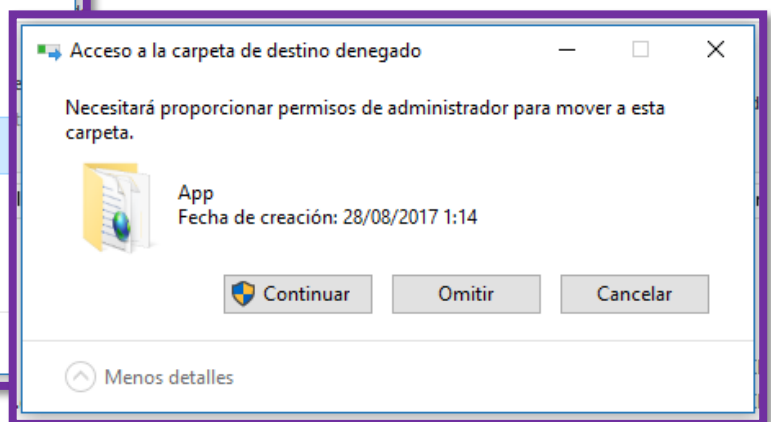 Acceso a la carpeta de destino denegado
Necesitará proporcionar permisos de administrador para mover a esta
carpeta.
App
Fecha de creación: 28/08/2017 1:14
Continuar
Omitir
Cancelar
Menos detalles